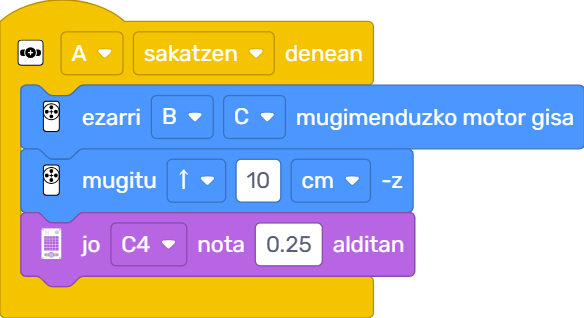 A sakatzen denean
ezarri B C mugimenduzko motor gisa
mugitu ↑ 10 cm -z
jo C4 nota 0.25 alditan